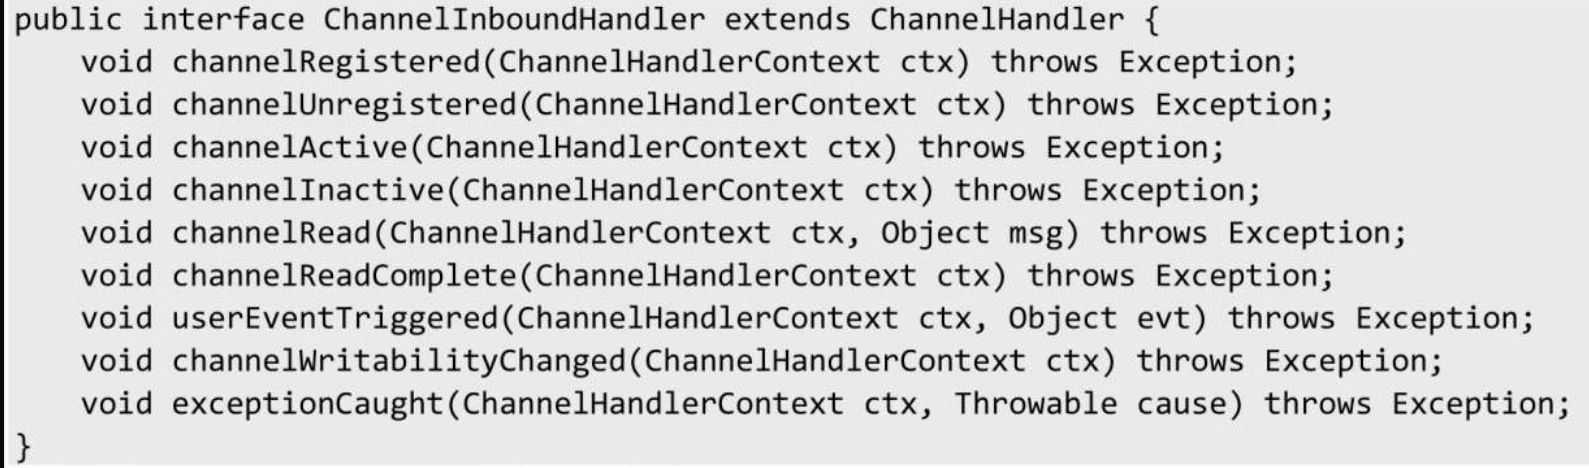 public interface ChannelInboundHandler extends ChannelHandler {
    void channelRegistered(ChannelHandlerContext ctx) throws Exception;
    void channelUnregistered(ChannelHandlerContext ctx) throws Exception;
    void channelActive(ChannelHandlerContext ctx) throws Exception;
    void channelInactive(ChannelHandlerContext ctx) throws Exception;
    void channelRead(ChannelHandlerContext ctx, Object msg) throws Exception;
    void channelReadComplete(ChannelHandlerContext ctx) throws Exception;
    void userEventTriggered(ChannelHandlerContext ctx, Object evt) throws Exception;
    void channelWritabilityChanged(ChannelHandlerContext ctx) throws Exception;
    void exceptionCaught(ChannelHandlerContext ctx, Throwable cause) throws Exception;
}